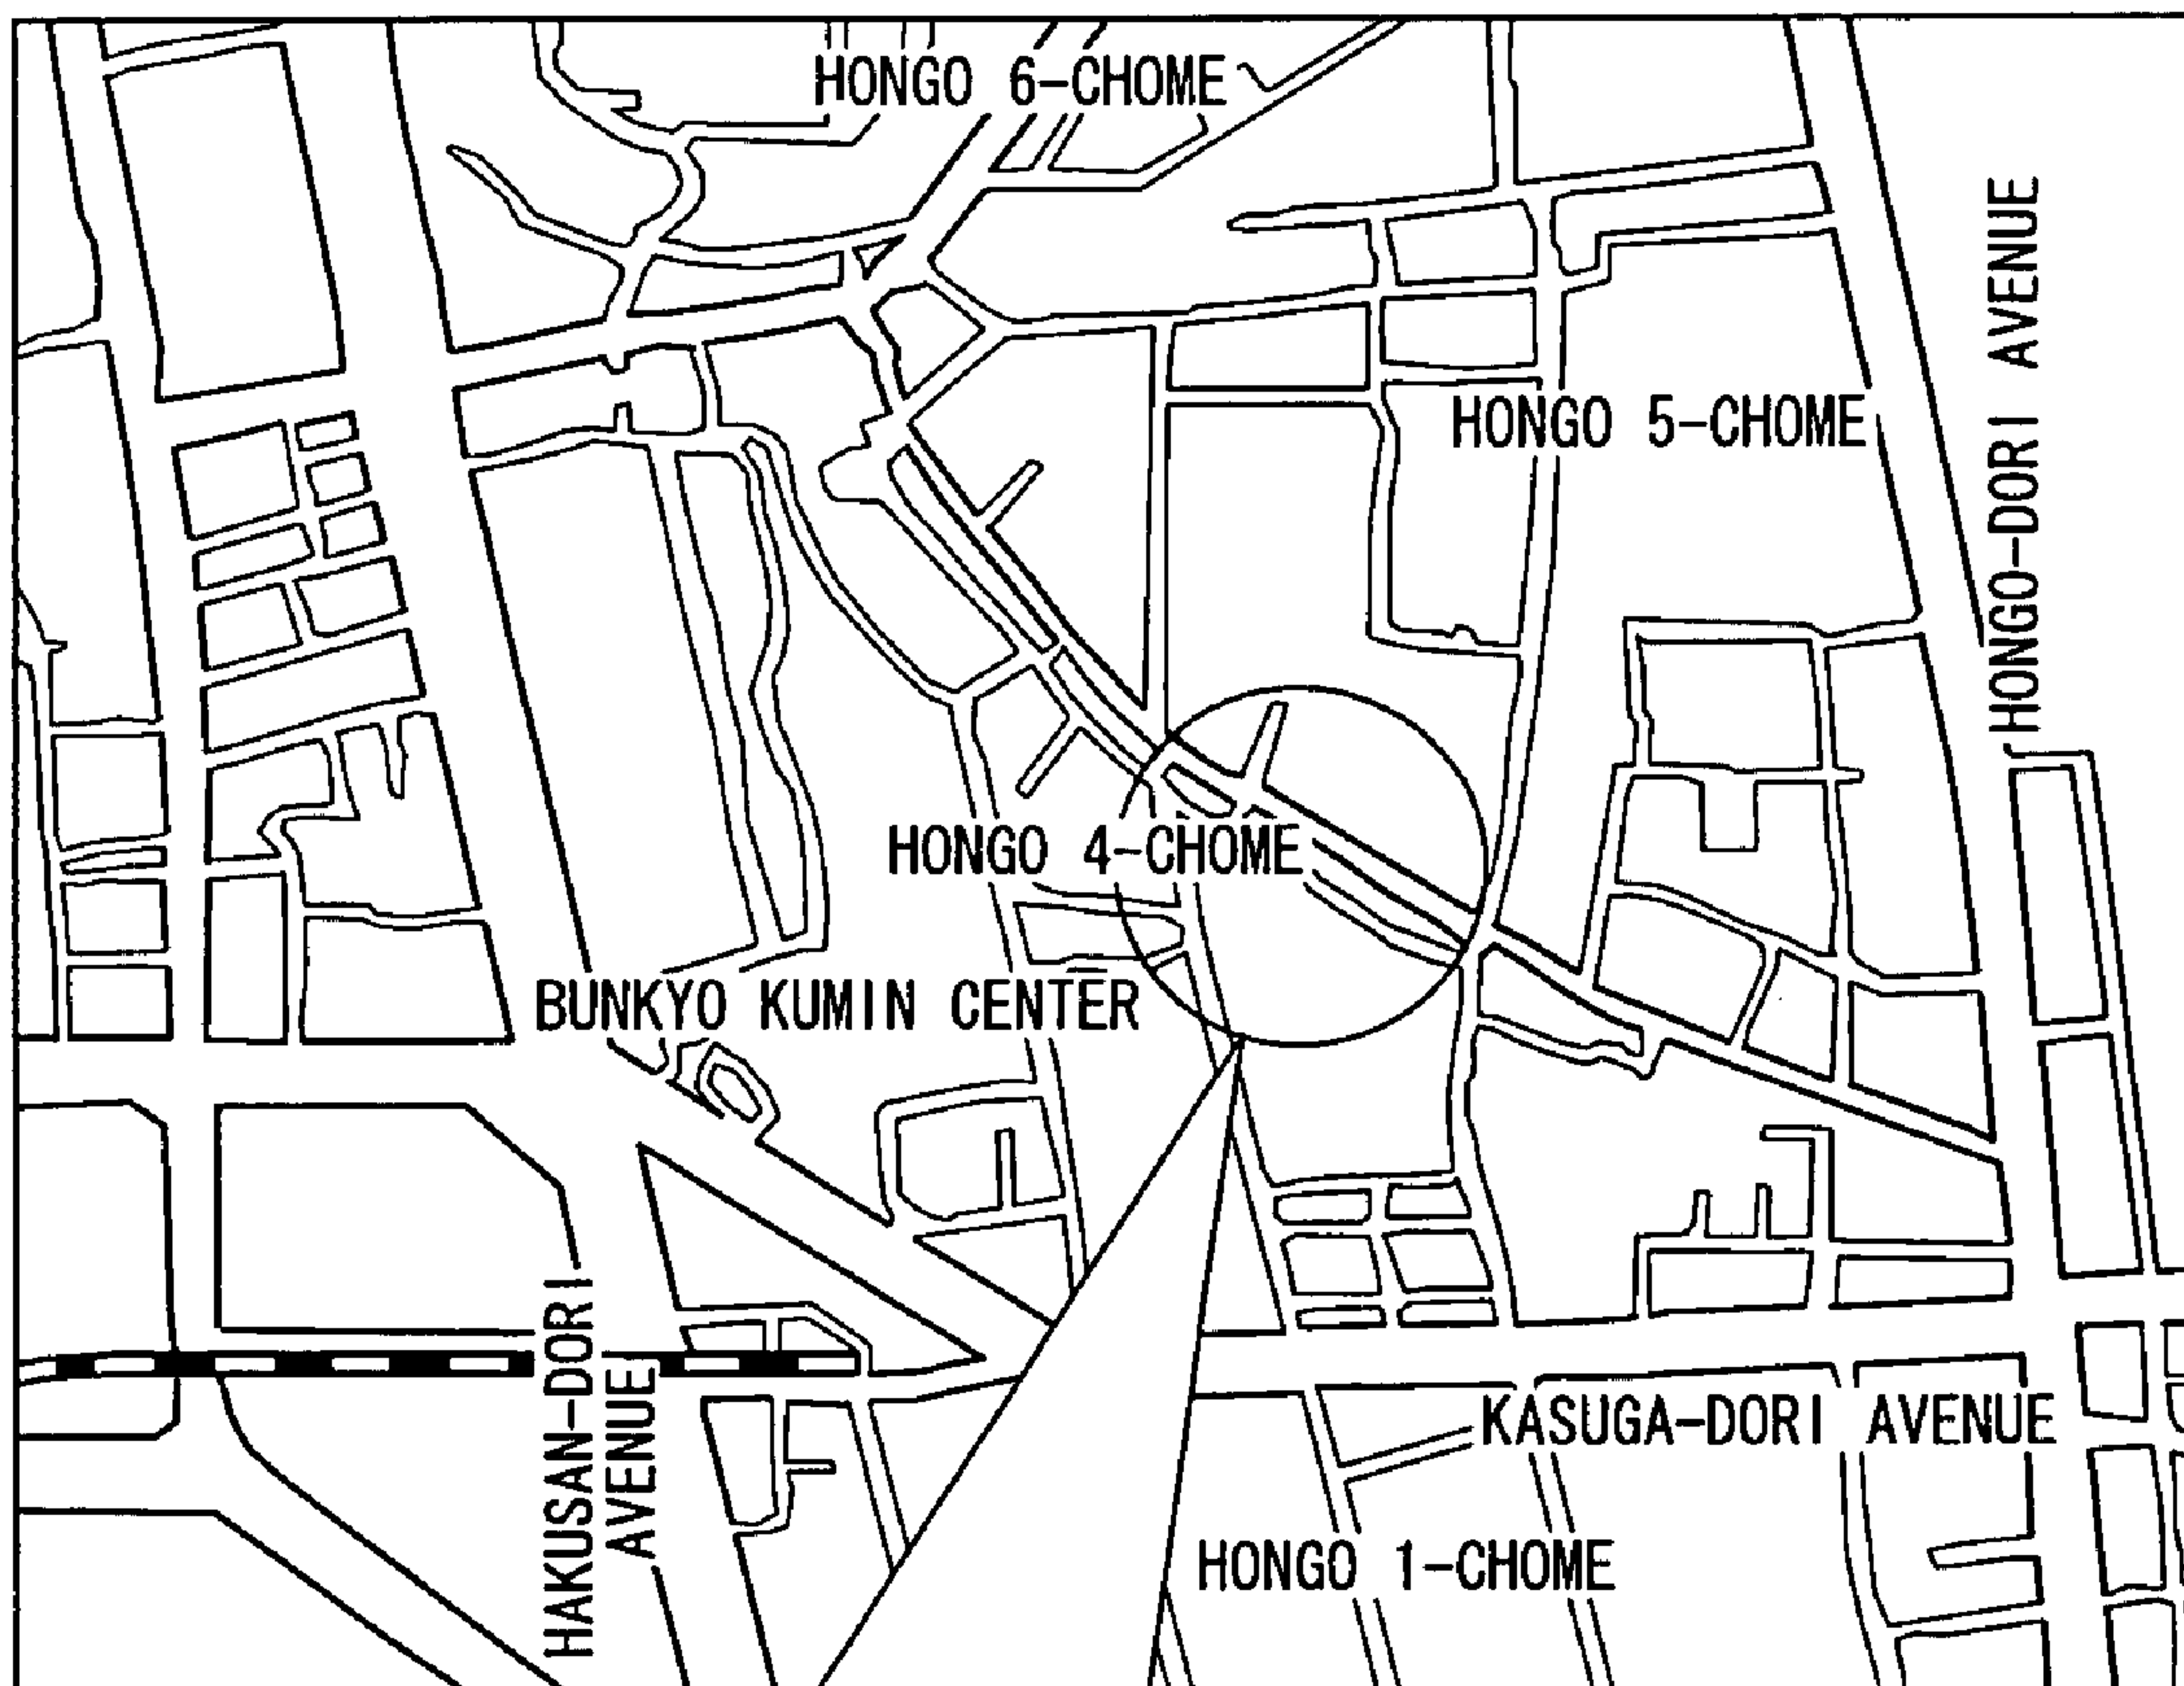 HONGO 6-CHOME
HONGO-DORI AVENUE
HONGO 5-CHOME
HONGO 4-CHOME
BUNKYO KUMIN CENTER
HAKUSAN-DORI
AVENUE
KASUGA-DORI AVENUE
HONGO 1-CHOME